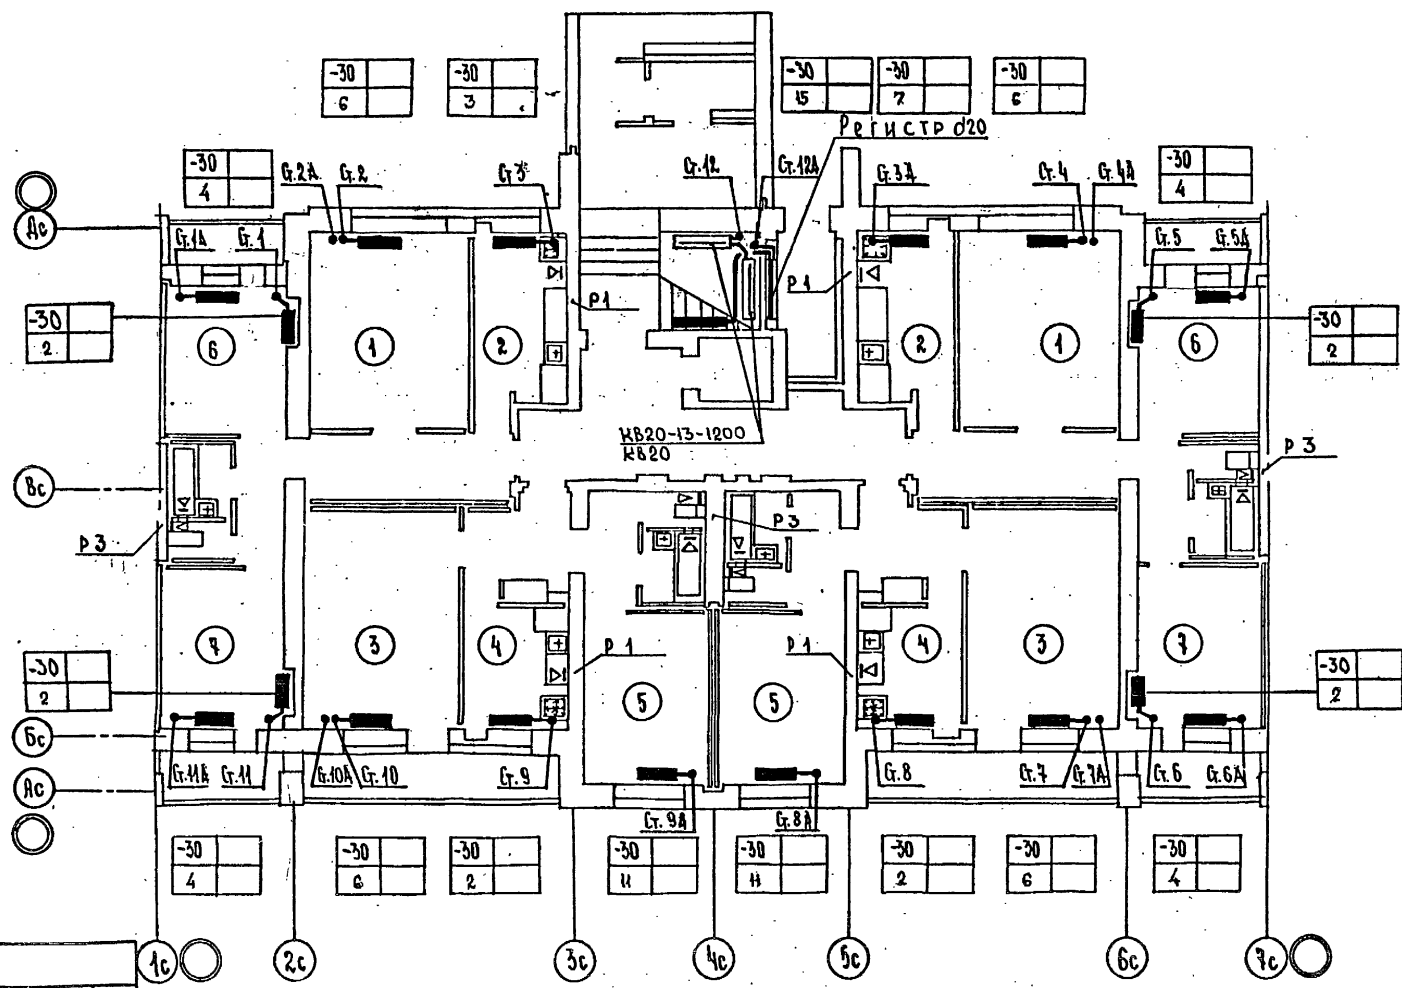 -30
6
-30
3
-30
15
-30
7
-30
6
Регистр d20
-30
4
Ст.2А
Ст.2
Ст.3
Ст.12
Ст.12А
Ст.3А
Ст.4
Ст.4А
-30
4
Ас
Ст.1А
Ст.1
Ст.5
Ст.5А
Р1
Р1
-30
2
6
1
2
2
1
6
-30
2
КВ20-13-1200
КВ20
Вс
Р3
Р3
Р3
Р1
Р1
-30
2
7
3
4
5
5
4
3
7
-30
2
Бс
Ст.11А
Ст.11
Ст.10А
Ст.10
Ст.9
Ст.8
Ст.7
Ст.7А
Ст.6
Ст.6А
Ас
Ст.9А
Ст.8А
-30
4
-30
6
-30
2
-30
11
-30
11
-30
2
-30
6
-30
4
1с
2с
3с
4с
5с
6с
7с